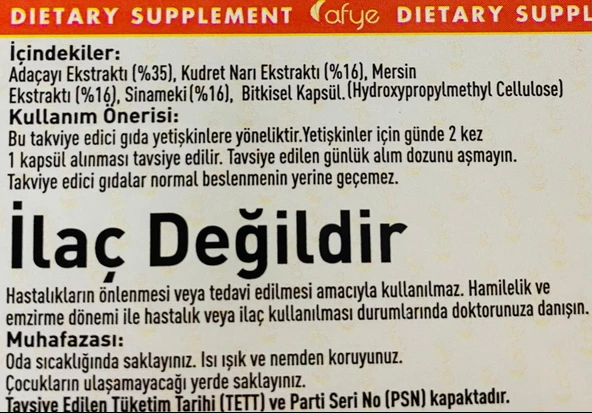 DIETARY SUPPLEMENT afye DIETARY SUPPL
İçindekiler:
Adaçayı Ekstraktı (%35), Kudret Narı Ekstraktı (%16), Mersin
Ekstraktı (%16), Sinameki (%16), Bitkisel Kapsül. (Hydroxypropylmethyl Cellulose)
Kullanım Önerisi:
Bu takviye edici gıda yetişkinlere yöneliktir.Yetişkinler için günde 2 kez
1 kapsül alınması tavsiye edilir. Tavsiye edilen günlük alım dozunu aşmayın.
Takviye edici gıdalar normal beslenmenin yerine geçemez.
İlaç Değildir
Hastalıkların önlenmesi veya tedavi edilmesi amacıyla kullanılmaz. Hamilelik ve
emzirme dönemi ile hastalık veya ilaç kullanılması durumlarında doktorunuza danışın.
Muhafazası:
Oda sıcaklığında saklayınız. Isı ışık ve nemden koruyunuz.
Çocukların ulaşamayacağı yerde saklayınız.
Tavsiye Edilen Tüketim Tarihi (TETT) ve Parti Seri No (PSN) kapaktadır.